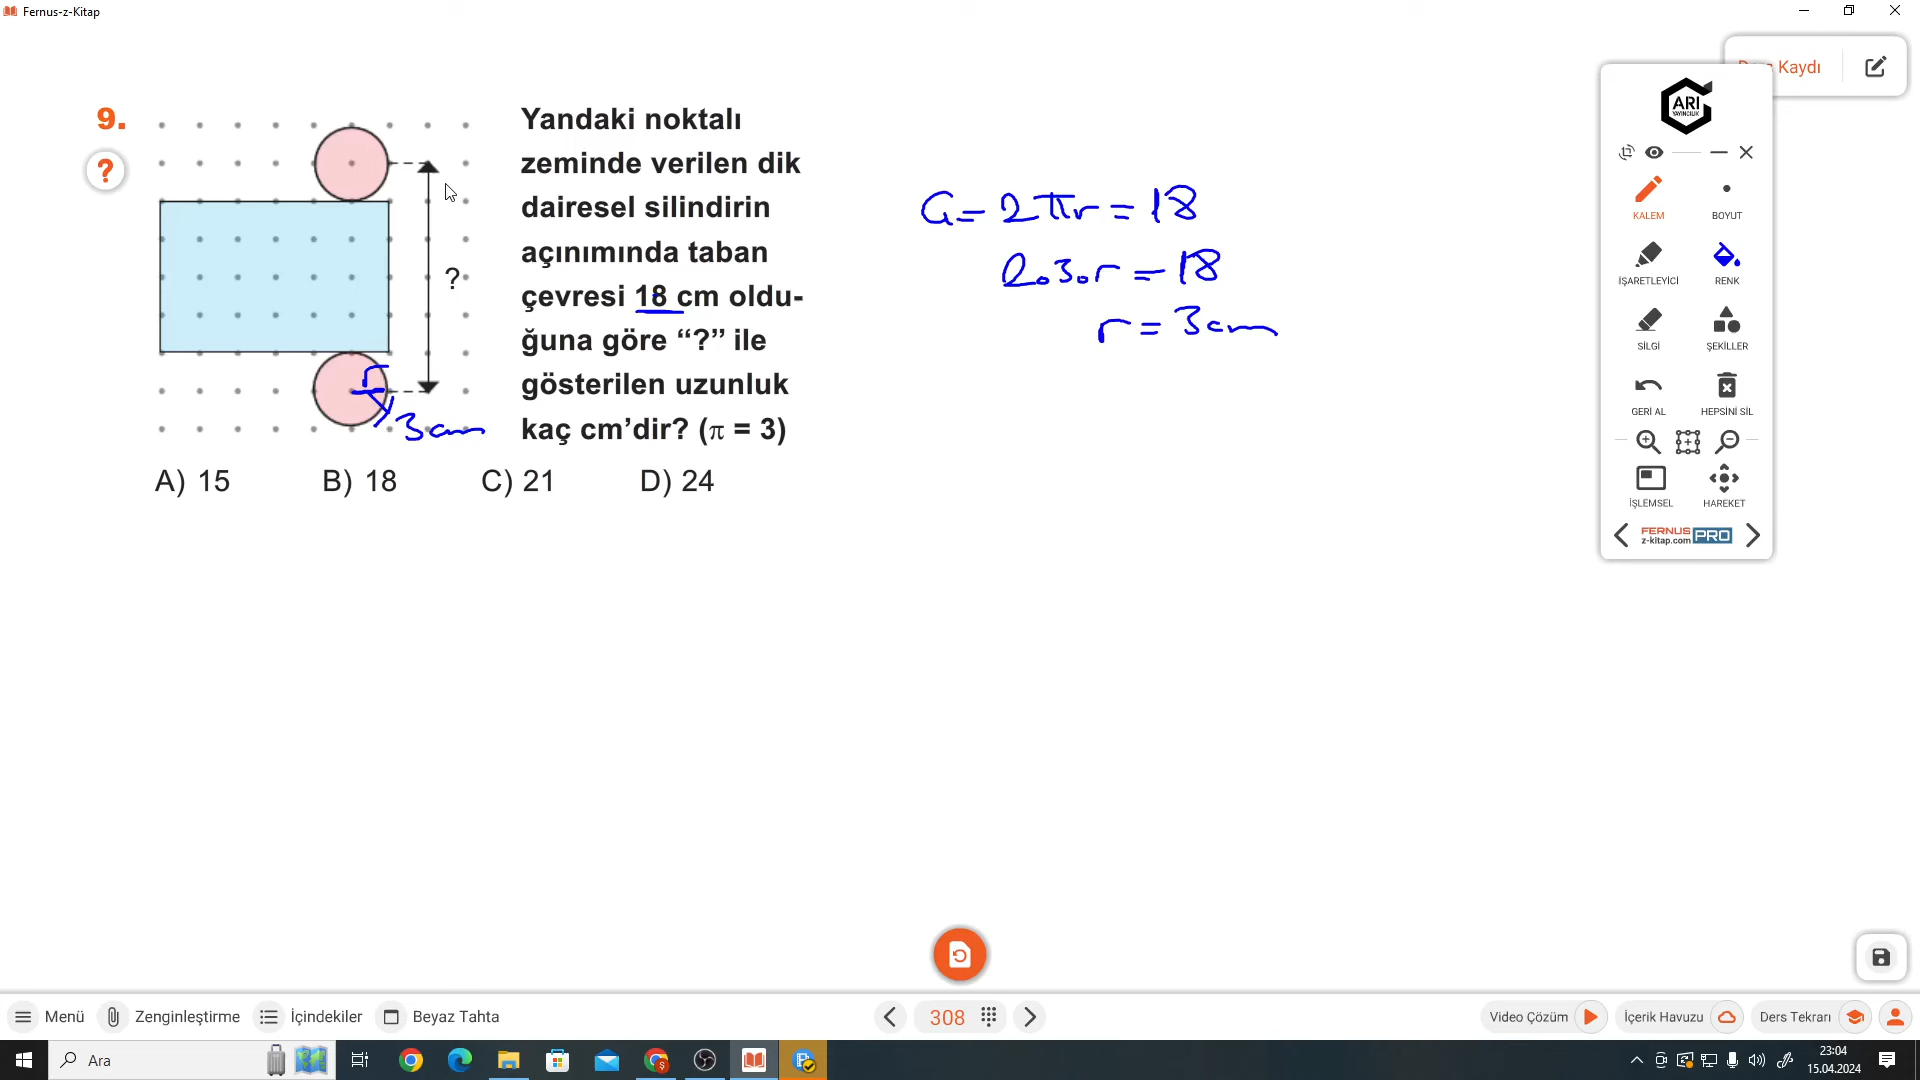 Fernus-z-Kitap
Ders Kaydı
9.
?
Yandaki noktalı
zeminde verilen dik
dairesel silindirin
açınımında taban
çevresi 18 cm oldu-
ğuna göre “?” ile
gösterilen uzunluk
kaç cm’dir? (π = 3)
?
r
3cm
A) 15 B) 18 C) 21 D) 24
Ç= 2πr = 18
2.3.r = 18
r = 3cm
ARI
YAYINCILIK
KALEM BOYUT
İŞARETLEYİCİ RENK
SİLGİ ŞEKİLLER
GERİ AL HEPSİNİ SİL
İŞLEMSEL HAREKET
FERNUS
z-kitap.com PRO
Menü Zenginleştirme İçindekiler Beyaz Tahta 308 Video Çözüm İçerik Havuzu Ders Tekrarı
Ara
23:04
15.04.2024